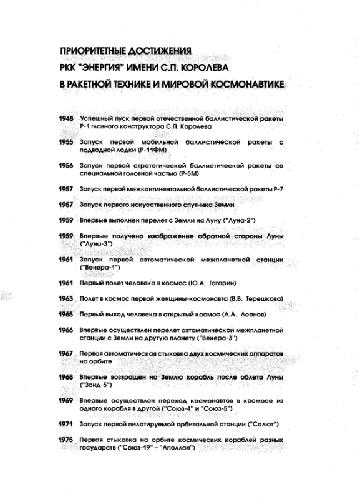 ПРИОРИТЕТНЫЕ ДОСТИЖЕНИЯ
РКК "ЭНЕРГИЯ" ИМЕНИ С.П. КОРОЛЕВА
В РАКЕТНОЙ ТЕХНИКЕ И МИРОВОЙ КОСМОНАВТИКЕ
1948 Успешный пуск первой отечественной баллистической ракеты
Р-1 главного конструктора С.П. Королева
1955 Запуск первой мобильной баллистической ракеты с
подводной лодки (Р-11ФМ)
1956 Запуск первой стратегической баллистической ракеты со
специальной головной частью (Р-5М)
1957 Запуск первой межконтинентальной баллистической ракеты Р-7
1957 Запуск первого искусственного спутника Земли
1959 Впервые выполнен перелет с Земли на Луну ("Луна-2")
1959 Впервые получено изображение обратной стороны Луны
("Луна-3")
1961 Запуск первой автоматической межпланетной станции
("Венера-1")
1961 Первый полет человека в космос (Ю.А. Гагарин)
1963 Полет в космос первой женщины-космонавта (В.В. Терешкова)
1965 Первый выход человека в открытый космос (А.А. Леонов)
1966 Впервые осуществлен перелет автоматической межпланетной
станции с Земли на другую планету ("Венера-3")
1967 Первая автоматическая стыковка двух космических аппаратов
на орбите
1968 Впервые возвращен на Землю корабль после облета Луны
("Зонд-5")
1969 Впервые осуществлен переход космонавтов в космосе из
одного корабля в другой ("Союз-4" и "Союз-5")
1971 Запуск первой пилотируемой орбитальной станции ("Салют")
1975 Первая стыковка на орбите космических кораблей разных
государств ("Союз-19" - "Аполлон")